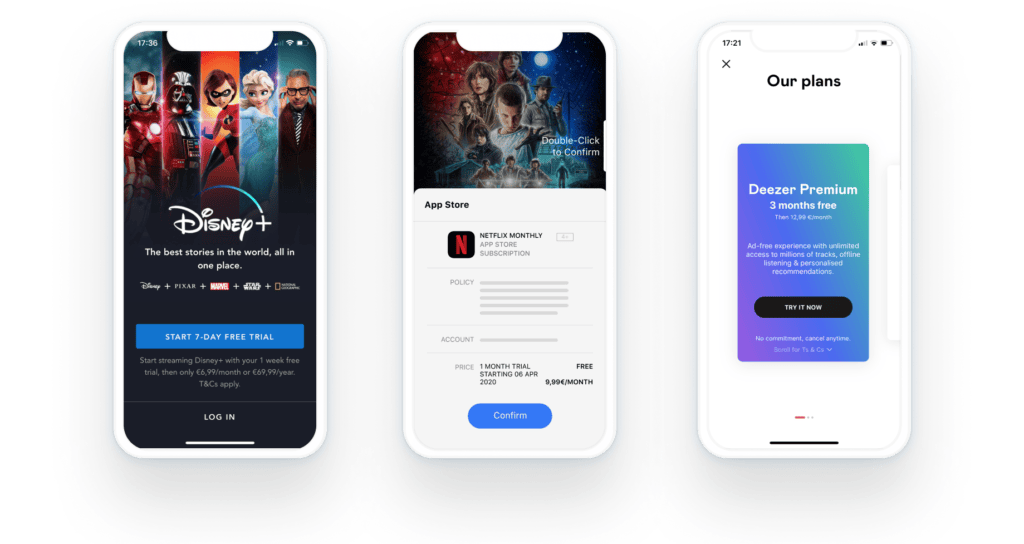 17:36
Disney+
The best stories in the world, all in
one place.
Disney + PIXAR + MARVEL + STAR WARS + NATIONAL GEOGRAPHIC
START 7-DAY FREE TRIAL
Start streaming Disney+ with your 1 week free
trial, then only €6,99/month or €69,99/year.
T&Cs apply.
LOG IN
Double-Click
to Confirm
App Store
N
NETFLIX MONTHLY
APP STORE
SUBSCRIPTION
POLICY
ACCOUNT
PRICE
1 MONTH TRIAL
STARTING 06 APR
2020
FREE
9,99€/MONTH
Confirm
17:21
Our plans
Deezer Premium
3 months free
Then 12,99 €/month
Ad-free experience with unlimited
access to millions of tracks, offline
listening & personalised
recommendations.
TRY IT NOW
No commitment, cancel anytime.
Scroll for Ts & Cs